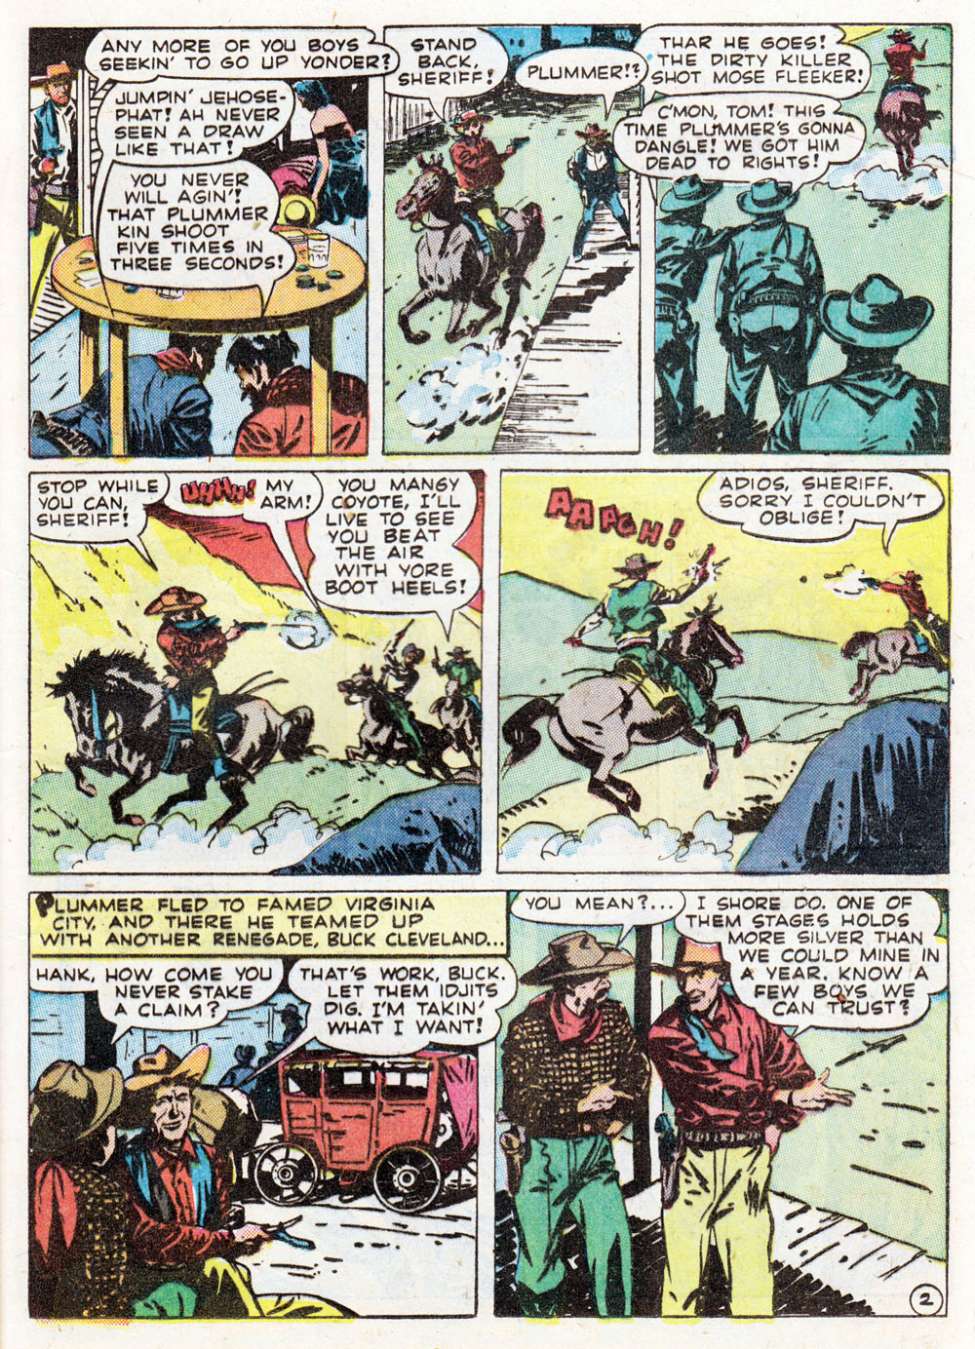 ANY MORE OF YOU BOYS
SEEKIN' TO GO UP YONDER?
JUMPIN' JEHOSE-
PHAT! AH NEVER
SEEN A DRAW
LIKE THAT!
YOU NEVER
WILL AGIN'!
THAT PLUMMER
KIN SHOOT
FIVE TIMES IN
THREE SECONDS!
STAND
BACK,
SHERIFF!
PLUMMER!?
THAR HE GOES!
THE DIRTY KILLER
SHOT MOSE FLEEKER!
C'MON, TOM! THIS
TIME PLUMMER'S GONNA
DANGLE! WE GOT HIM
DEAD TO RIGHTS!
STOP WHILE
YOU CAN,
SHERIFF!
UHHH! MY
ARM!
YOU MANGY
COYOTE, I'LL
LIVE TO SEE
YOU BEAT
THE AIR
WITH YORE
BOOT HEELS!
AAAGH!
ADIOS, SHERIFF.
SORRY I COULDN'T
OBLIGE!
PLUMMER FLED TO FAMED VIRGINIA
CITY, AND THERE HE TEAMED UP
WITH ANOTHER RENEGADE, BUCK CLEVELAND...
HANK, HOW COME YOU
NEVER STAKE
A CLAIM?
THAT'S WORK, BUCK.
LET THEM IDJITS
DIG. I'M TAKIN'
WHAT I WANT!
YOU MEAN?...
I SHORE DO. ONE OF
THEM STAGES HOLDS
MORE SILVER THAN
WE COULD MINE IN
A YEAR. KNOW A
FEW BOYS WE
CAN TRUST?
2